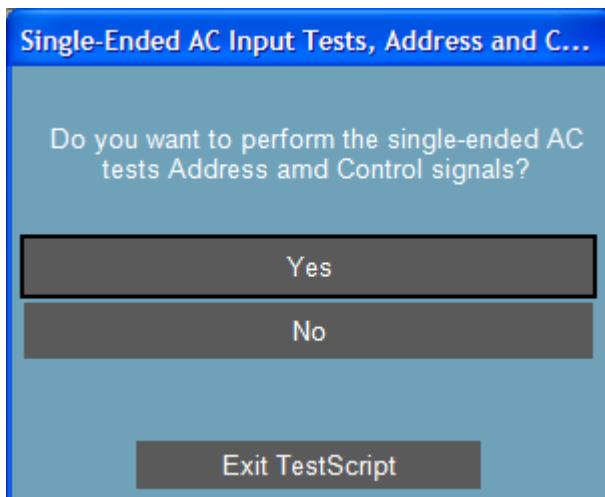 Single-Ended AC Input Tests, Address and C...
Do you want to perform the single-ended AC
tests Address amd Control signals?
Yes
No
Exit TestScript